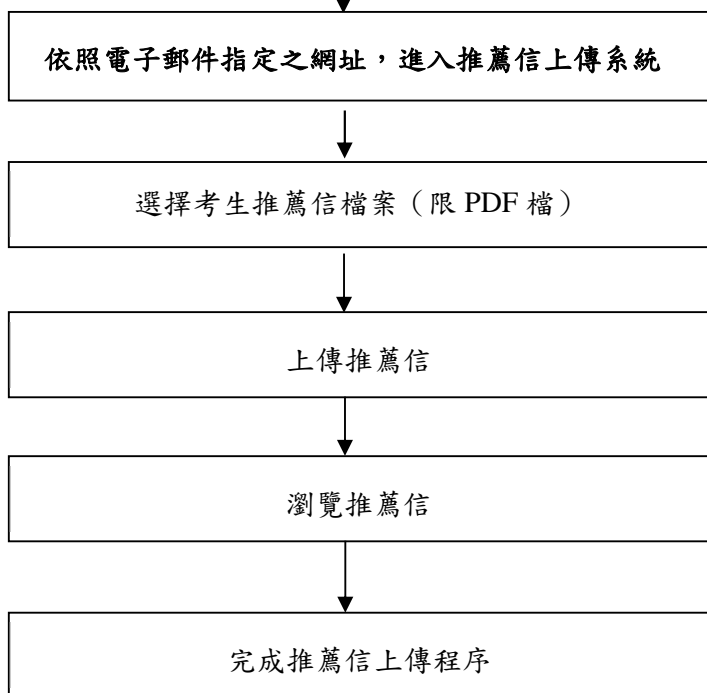 依照電子郵件指定之網址，進入推薦信上傳系統
選擇考生推薦信檔案（限 PDF 檔）
上傳推薦信
瀏覽推薦信
完成推薦信上傳程序